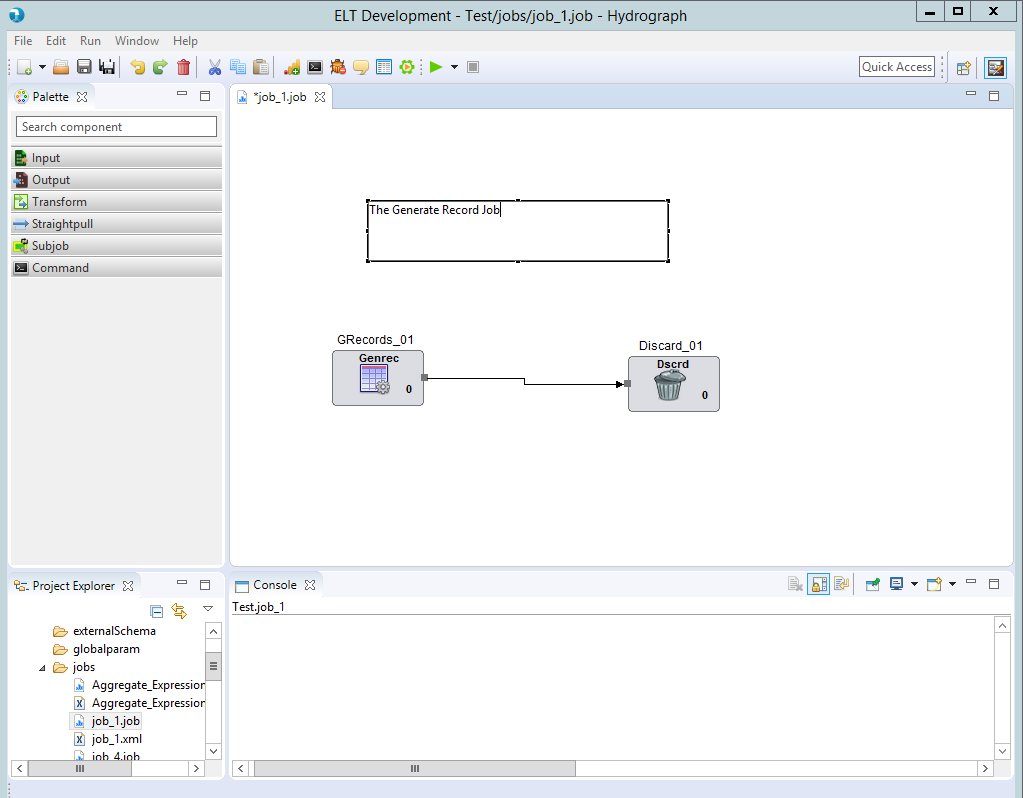 ELT Development - Test/jobs/job_1.job - Hydrograph
File Edit Run Window Help
Quick Access
Palette
*job_1.job
Search component
Input
Output
Transform
Straightpull
Subjob
Command
The Generate Record Job
GRecords_01
Genrec
0
Discard_01
Dscrd
0
Project Explorer
externalSchema
globalparam
jobs
Aggregate_Expression
Aggregate_Expression
job_1.job
job_1.xml
job_4.job
Console
Test.job_1